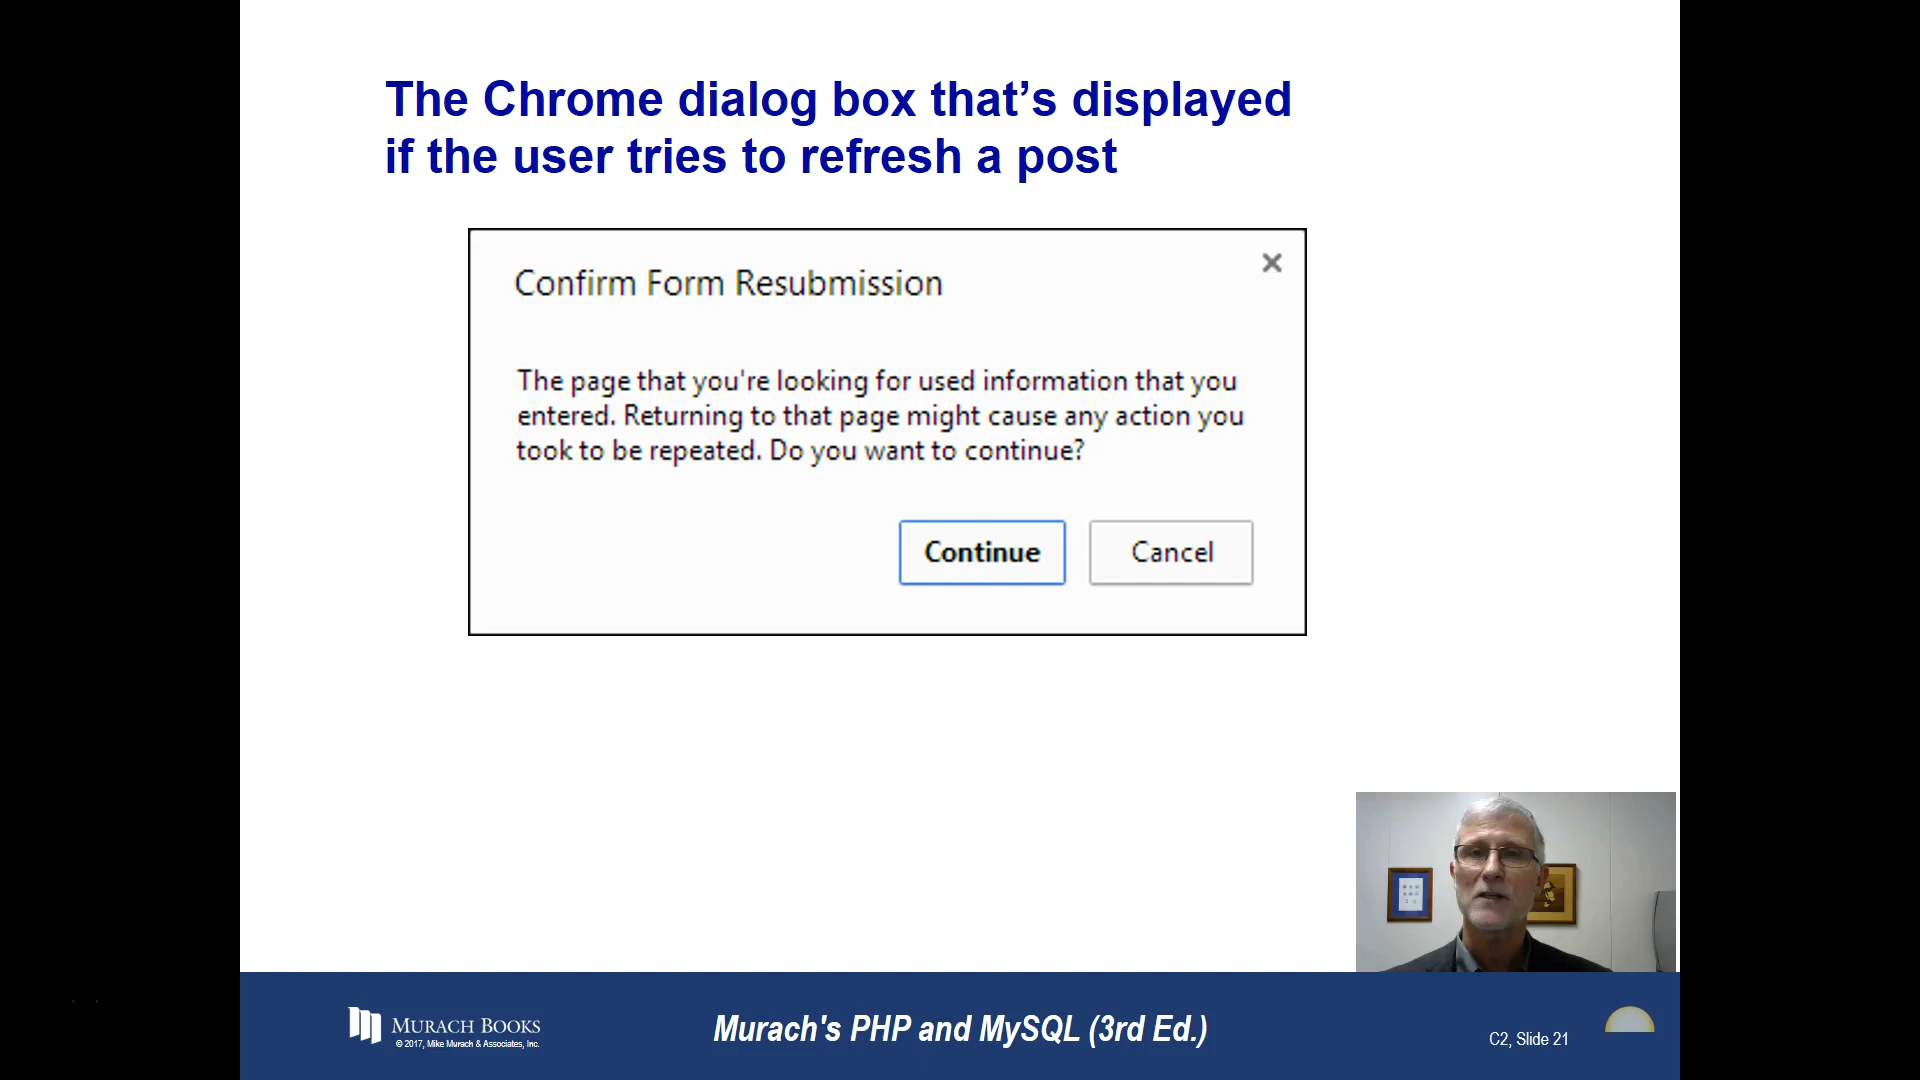 The Chrome dialog box that’s displayed
if the user tries to refresh a post
Confirm Form Resubmission
The page that you're looking for used information that you
entered. Returning to that page might cause any action you
took to be repeated. Do you want to continue?
Continue
Cancel
MURACH BOOKS
© 2017, Mike Murach & Associates, Inc.
Murach's PHP and MySQL (3rd Ed.)
C2, Slide 21